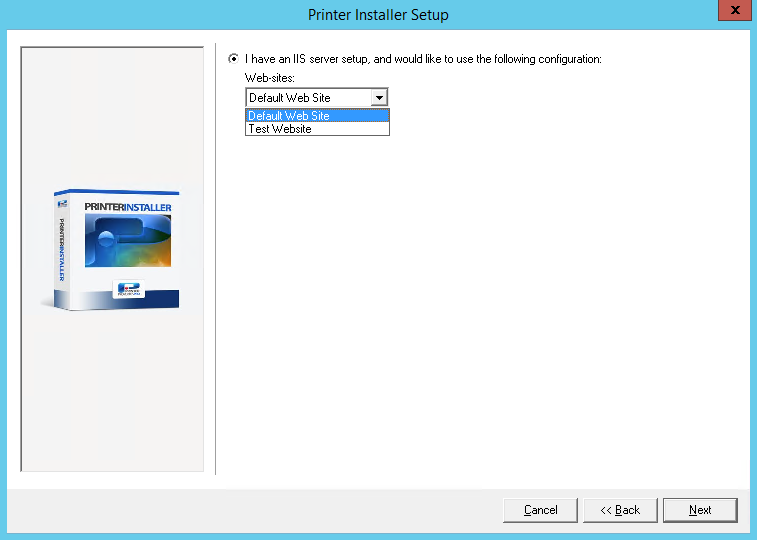 Printer Installer Setup
x
I have an IIS server setup, and would like to use the following configuration:
Web-sites:
Default Web Site
Default Web Site
Test Website
PRINTERINSTALLER
PRINTERINSTALLER
Cancel
<< Back
Next